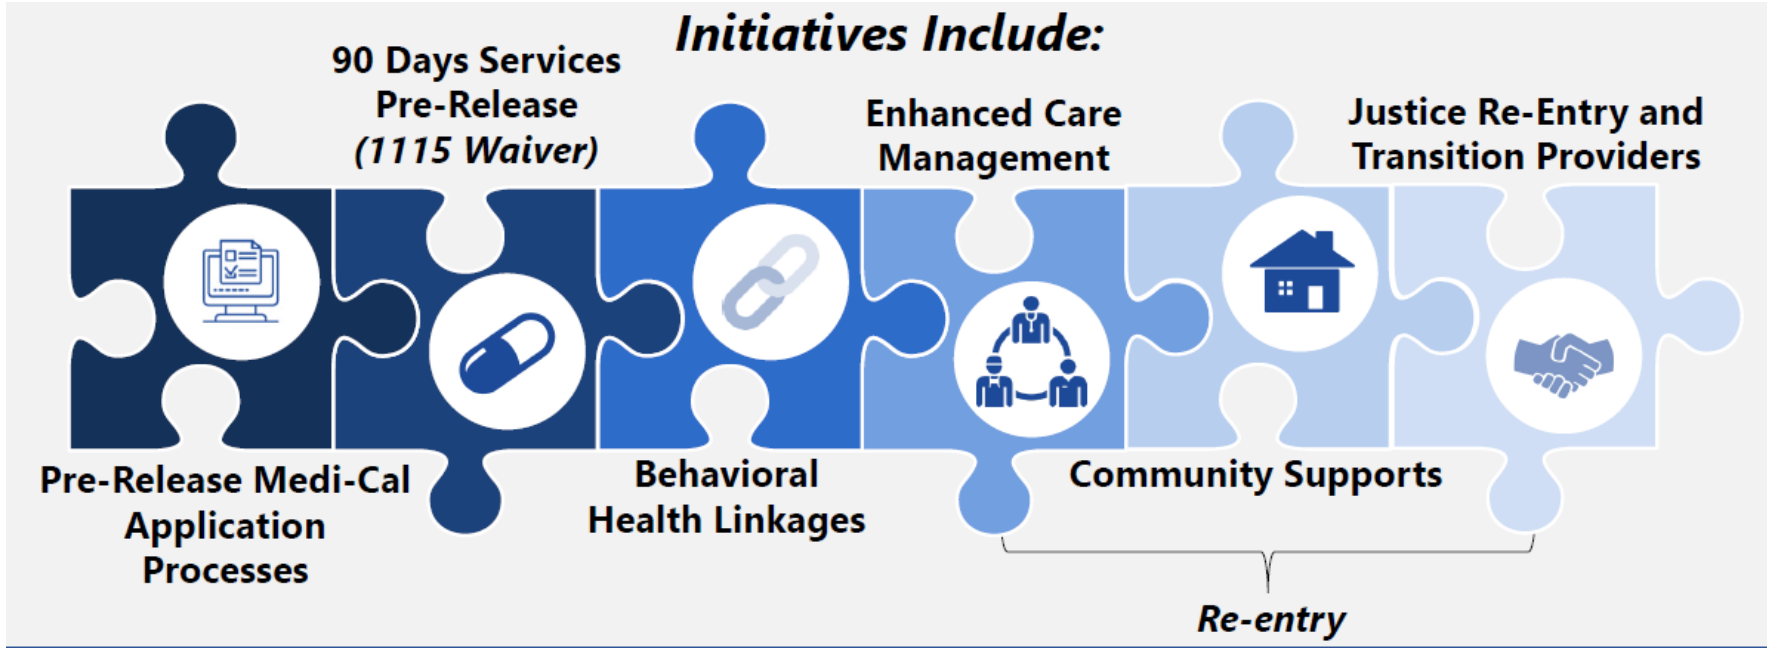 Initiatives Include:
90 Days Services
Pre-Release
(1115 Waiver)
Enhanced Care
Management
Justice Re-Entry and
Transition Providers
Pre-Release Medi-Cal
Application
Processes
Behavioral
Health Linkages
Community Supports
Re-entry